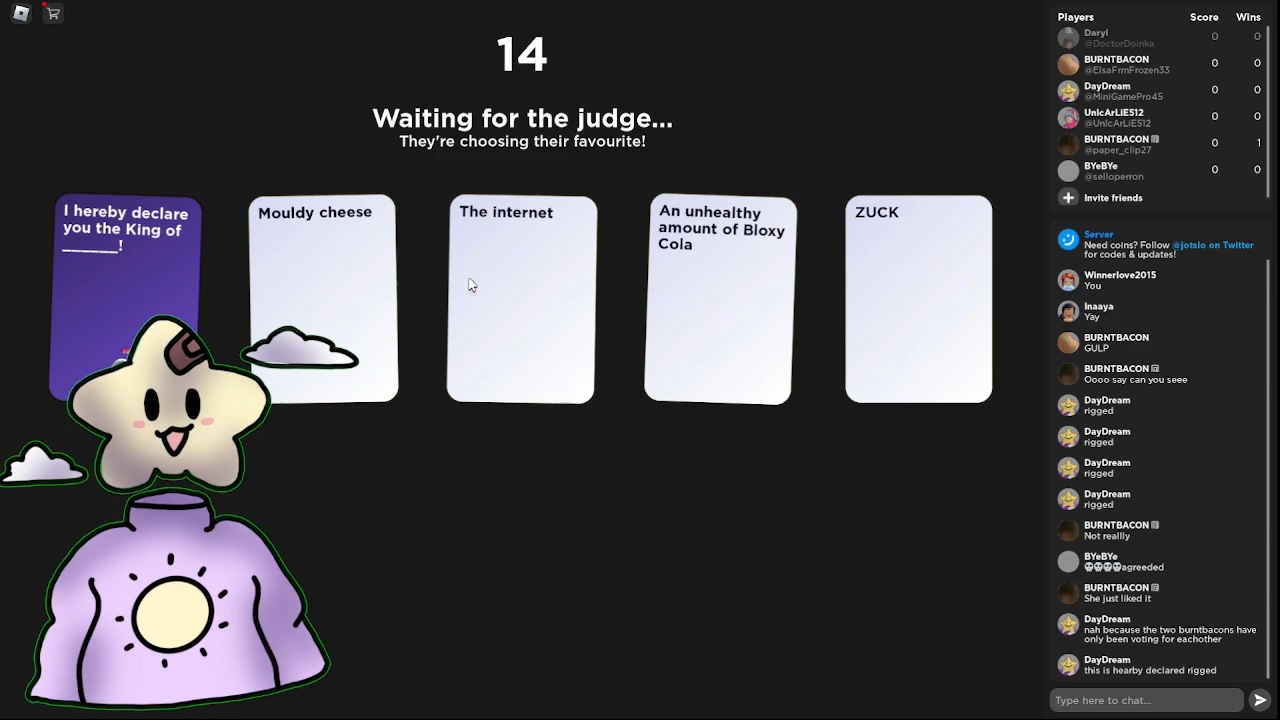 14
Waiting for the judge...
They're choosing their favourite!
I hereby declare
you the King of
______!
Mouldy cheese
The internet
An unhealthy
amount of Bloxy
Cola
ZUCK
Players Score Wins
Daryl
@DoctorDoinka 0 0
BURNTBACON
@ElsaFrmFrozen33 0 0
DayDream
@MiniGamePro45 0 0
UnIcArLiE512
@UnIcArLiE512 0 0
BURNTBACON
@paper_clip27 0 1
BYeBYe
@selloperron 0 0
Invite friends
Server
Need coins? Follow @jotslo on Twitter
for codes & updates!
Winnerlove2015
You
Inaaya
Yay
BURNTBACON
GULP
BURNTBACON
Oooo say can you seee
DayDream
rigged
DayDream
rigged
DayDream
rigged
DayDream
rigged
BURNTBACON
Not reallly
BYeBYe
💀💀💀💀agreeded
BURNTBACON
She just liked it
DayDream
nah because the two burntbacons have
only been voting for eachother
DayDream
this is hearby declared rigged
Type here to chat...